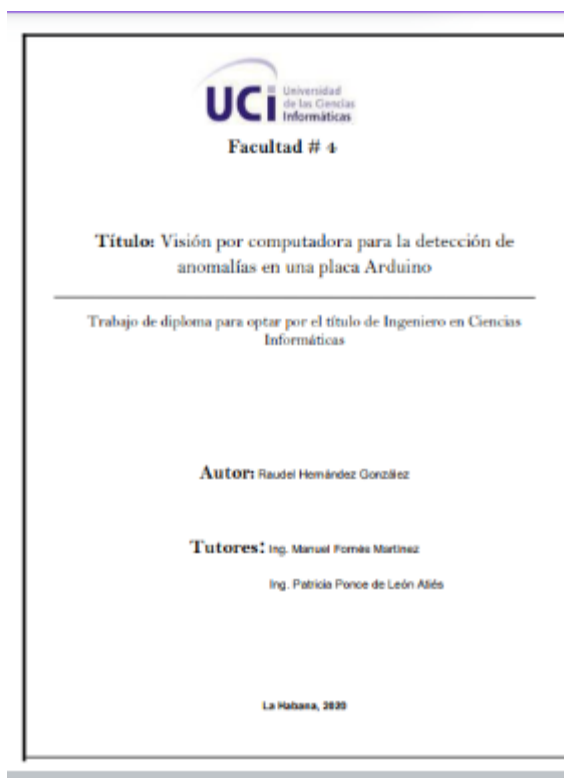 UCi Universidad
de las Ciencias
Informáticas
Facultad # 4
Título: Visión por computadora para la detección de
anomalías en una placa Arduino
Trabajo de diploma para optar por el título de Ingeniero en Ciencias
Informáticas
Autor: Raudel Hernández González
Tutores: Ing. Manuel Fornés Martínez
Ing. Patricia Ponce de León
La Habana, 2020